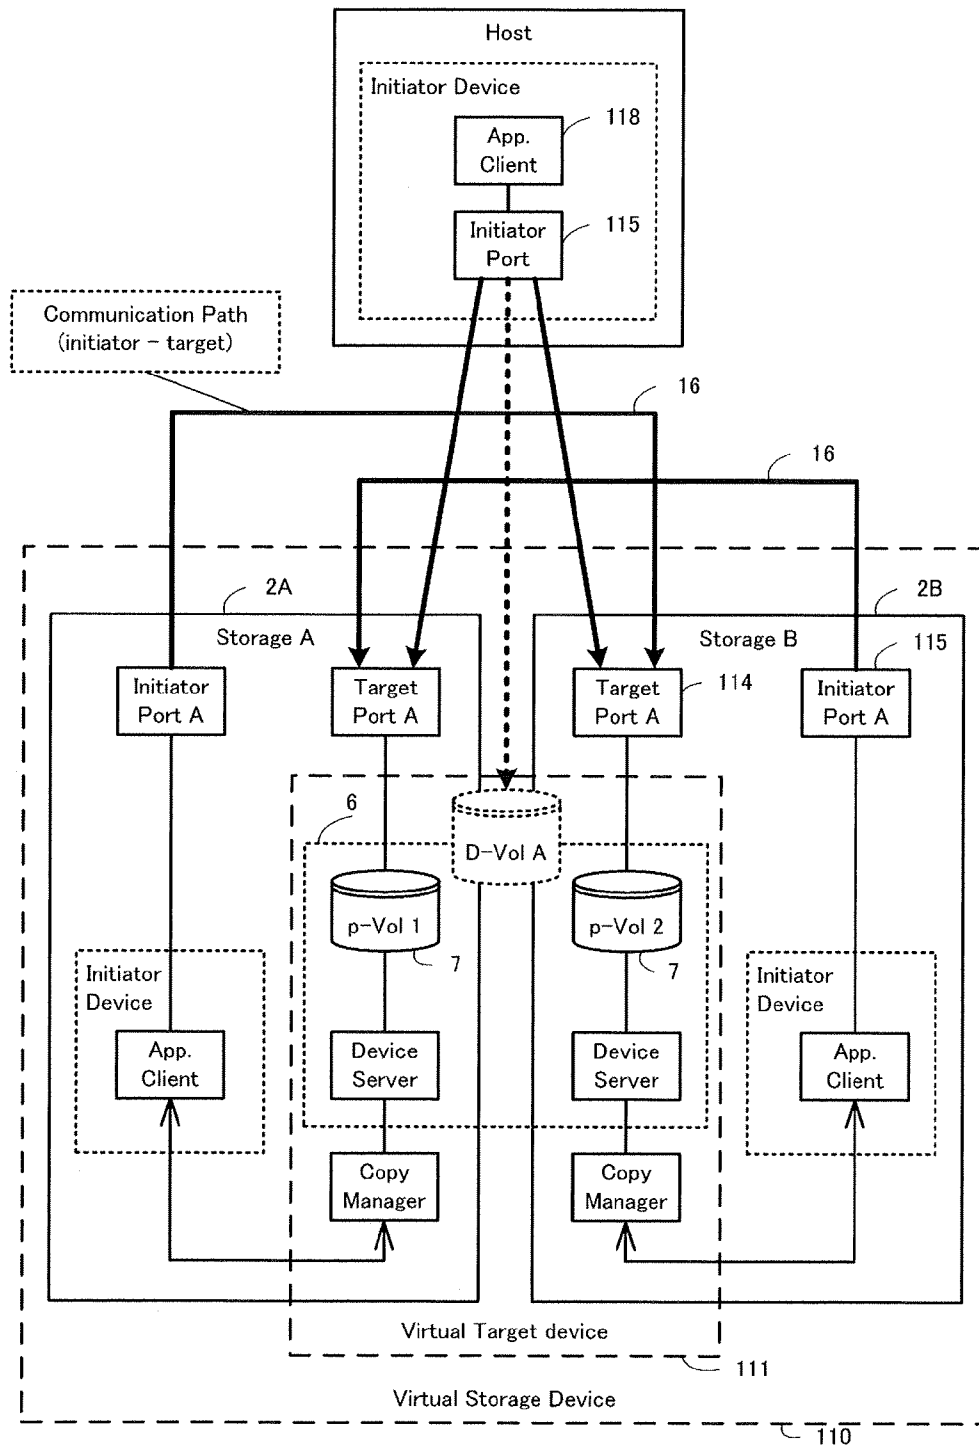 Host
Initiator Device
118
App.
Client
115
Initiator
Port
Communication Path
(initiator - target)
16
16
2A
2B
Storage A
Storage B
115
Initiator
Port A
Target
Port A
Target
Port A
114
Initiator
Port A
6
D-Vol A
p-Vol 1
p-Vol 2
7
7
Initiator
Device
Initiator
Device
App.
Client
Device
Server
Device
Server
App.
Client
Copy
Manager
Copy
Manager
Virtual Target device
111
Virtual Storage Device
110